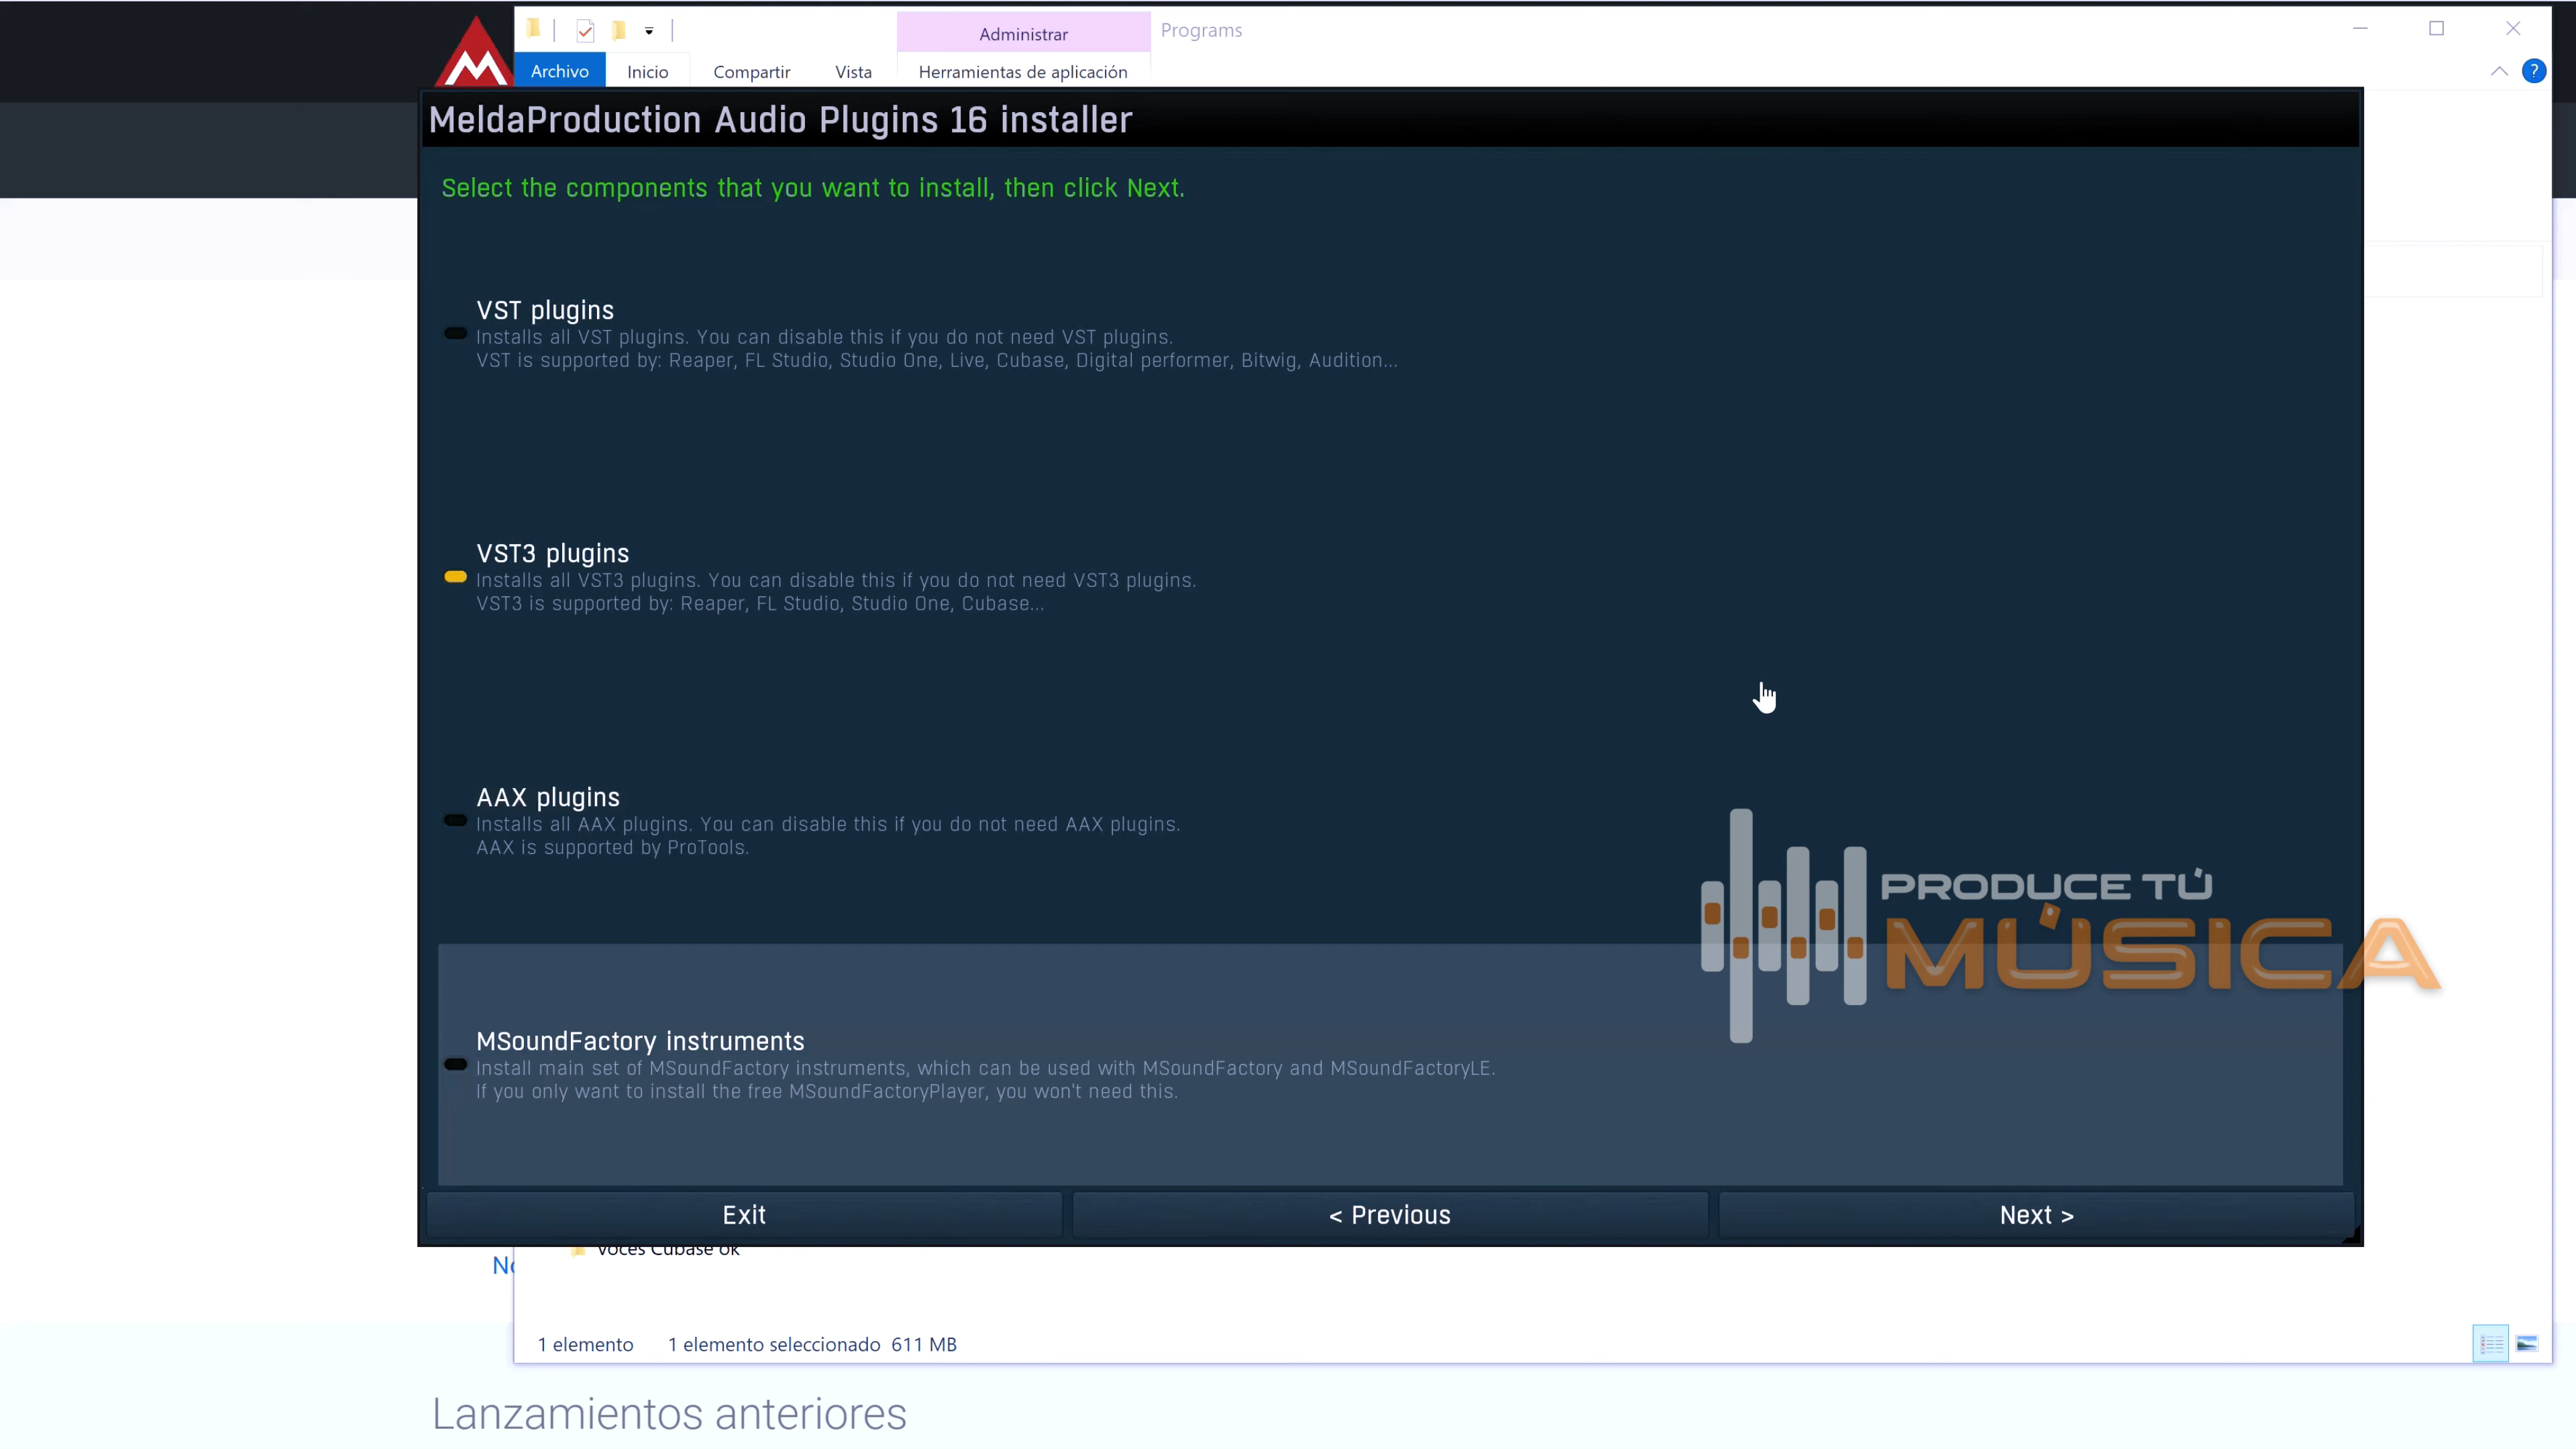 Administrar
Programs
Archivo
Inicio
Compartir
Vista
Herramientas de aplicación
MeldaProduction Audio Plugins 16 installer
Select the components that you want to install, then click Next.
VST plugins
Installs all VST plugins. You can disable this if you do not need VST plugins.
VST is supported by: Reaper, FL Studio, Studio One, Live, Cubase, Digital performer, Bitwig, Audition...
VST3 plugins
Installs all VST3 plugins. You can disable this if you do not need VST3 plugins.
VST3 is supported by: Reaper, FL Studio, Studio One, Cubase...
AAX plugins
Installs all AAX plugins. You can disable this if you do not need AAX plugins.
AAX is supported by ProTools.
PRODUCE TÚ
MÚSICA
MSoundFactory instruments
Install main set of MSoundFactory instruments, which can be used with MSoundFactory and MSoundFactoryLE.
If you only want to install the free MSoundFactoryPlayer, you won't need this.
Exit
< Previous
Next >
Voces Cubase ok
1 elemento
1 elemento seleccionado 611 MB
Lanzamientos anteriores